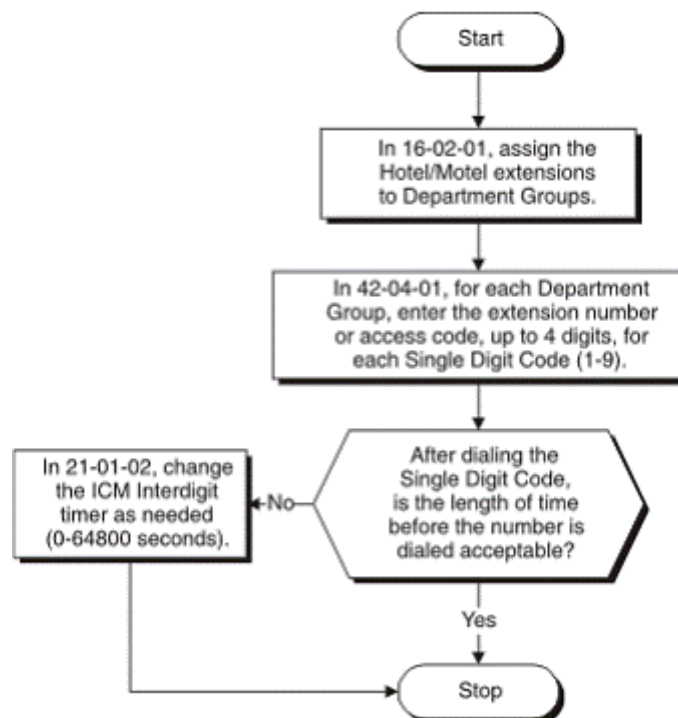 Start
In 16-02-01, assign the
Hotel/Motel extensions
to Department Groups.
In 42-04-01, for each Department
Group, enter the extension number
or access code, up to 4 digits, for
each Single Digit Code (1-9).
After dialing the
Single Digit Code,
is the length of time
before the number is
dialed acceptable?
No
In 21-01-02, change
the ICM Interdigit
timer as needed
(0-64800 seconds).
Yes
Stop